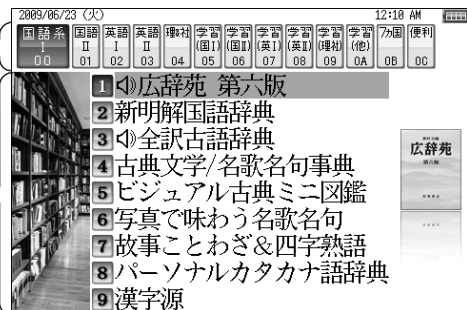 2009/06/23 (火) 12:10 AM
国語系 I 00
国語 II 01
英語 I 02
英語 II 03
理&社 04
学習 (国I) 05
学習 (国II) 06
学習 (英I) 07
学習 (英II) 08
学習 (理社) 09
学習 (他) 0A
7カ国 0B
便利 0C
1 広辞苑 第六版
2 新明解国語辞典
3 全訳古語辞典
4 古典文学/名歌名句事典
5 ビジュアル古典ミニ図鑑
6 写真で味わう名歌名句
7 故事ことわざ&四字熟語
8 パーソナルカタカナ語辞典
9 漢字源
広辞苑
第六版